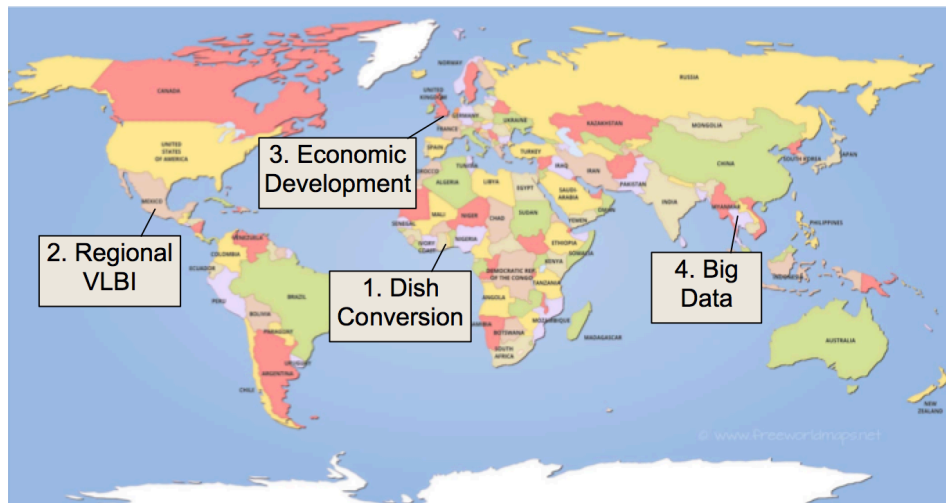 NORWAY
RUSSIA
CANADA
UNITED
KINGDOM
GERMANY
UKRAINE
KAZAKHSTAN
MONGOLIA
FRANCE
UNITED
STATES
OF AMERICA
SPAIN
TURKEY
CHINA
SOUTH KOREA
JAPAN
3. Economic
Development
TUNISIA
MOROCCO
ALGERIA
LIBYA
EGYPT
IRAQ
IRAN
PAKISTAN
SAUDI-
ARABIA
INDIA
MYANMAR
MEXICO
MALI
NIGER
CHAD
SUDAN
YEMEN
OMAN
PHILIPPINES
SENEGAL
2. Regional
VLBI
VENEZUELA
COLOMBIA
IVORY
COAST
NIGERIA
ETHIOPIA
SOMALIA
ECUADOR
KENYA
4. Big
Data
INDONESIA
1. Dish
Conversion
DEMOCRATIC REP.
OF THE CONGO
TANZANIA
PERU
BRAZIL
ANGOLA
BOLIVIA
MOZAMBIQUE
MADAGASCAR
PARAGUAY
NAMIBIA
BOTSWANA
AUSTRALIA
SOUTH
AFRICA
URUGUAY
ARGENTINA
CHILE
NEW
ZEALAND
© www.freeworldmaps.net